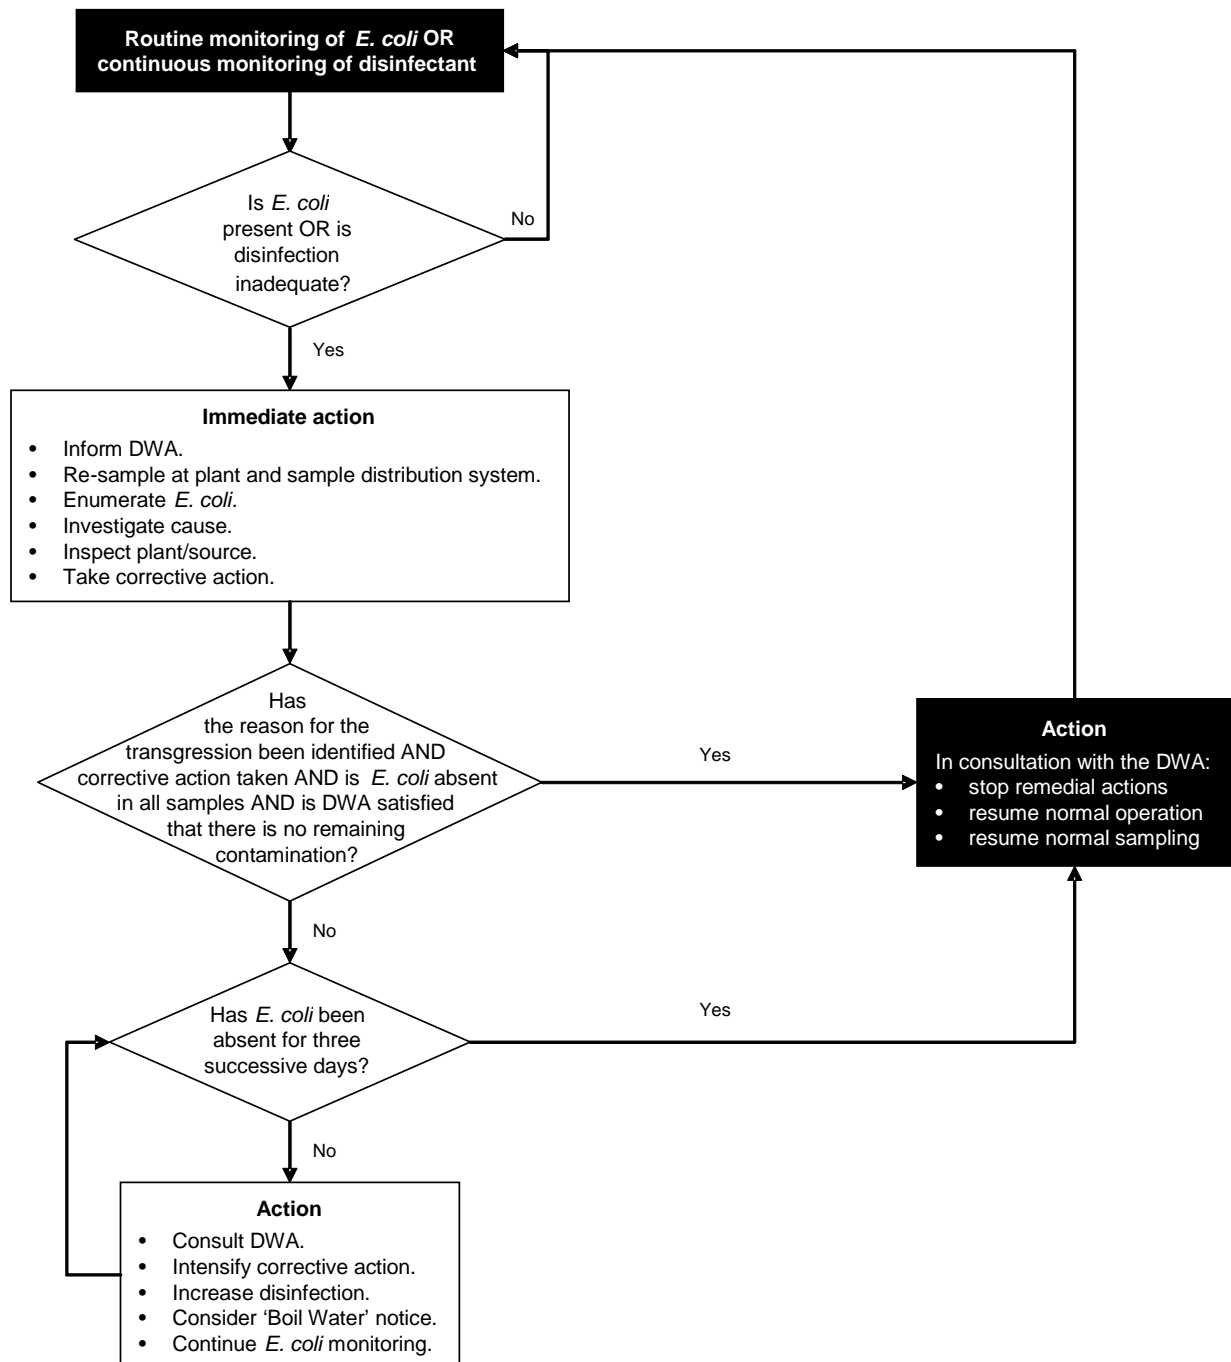 Routine monitoring of E. coli OR
continuous monitoring of disinfectant
Is E. coli
present OR is
disinfection
inadequate?
No
Yes
Immediate action
• Inform DWA.
• Re-sample at plant and sample distribution system.
• Enumerate E. coli.
• Investigate cause.
• Inspect plant/source.
• Take corrective action.
Has
the reason for the
transgression been identified AND
corrective action taken AND is E. coli absent
in all samples AND is DWA satisfied
that there is no remaining
contamination?
Yes
Action
In consultation with the DWA:
• stop remedial actions
• resume normal operation
• resume normal sampling
No
Has E. coli been
absent for three
successive days?
Yes
No
Action
• Consult DWA.
• Intensify corrective action.
• Increase disinfection.
• Consider ‘Boil Water’ notice.
• Continue E. coli monitoring.